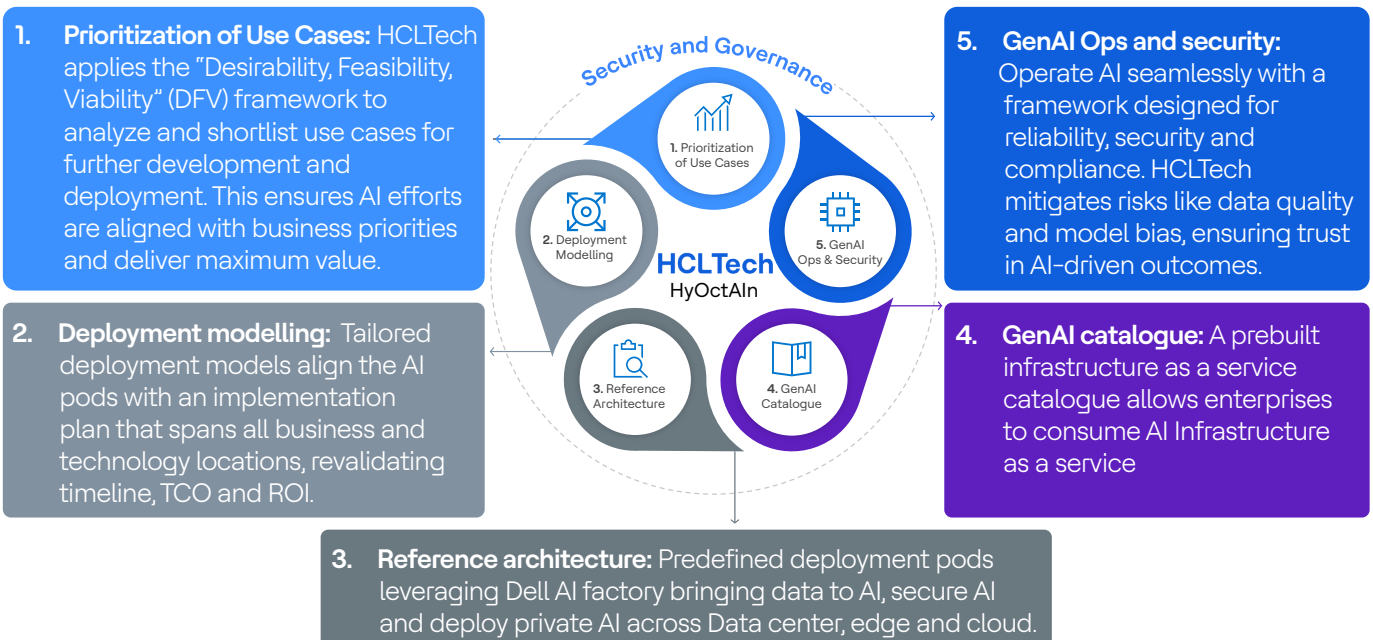 1. Prioritization of Use Cases: HCLTech
applies the “Desirability, Feasibility,
Viability” (DFV) framework to
analyze and shortlist use cases for
further development and
deployment. This ensures AI efforts
are aligned with business priorities
and deliver maximum value.
2. Deployment modelling: Tailored
deployment models align the AI
pods with an implementation
plan that spans all business and
technology locations, revalidating
timeline, TCO and ROI.
Security and Governance
1. Prioritization
of Use Cases
2. Deployment
Modelling
5. GenAI
Ops & Security
HCLTech
HyOctAIn
3. Reference
Architecture
4. GenAI
Catalogue
5. GenAI Ops and security:
Operate AI seamlessly with a
framework designed for
reliability, security and
compliance. HCLTech
mitigates risks like data quality
and model bias, ensuring trust
in AI-driven outcomes.
4. GenAI catalogue: A prebuilt
infrastructure as a service
catalogue allows enterprises
to consume AI Infrastructure
as a service
3. Reference architecture: Predefined deployment pods
leveraging Dell AI factory bringing data to AI, secure AI
and deploy private AI across Data center, edge and cloud.